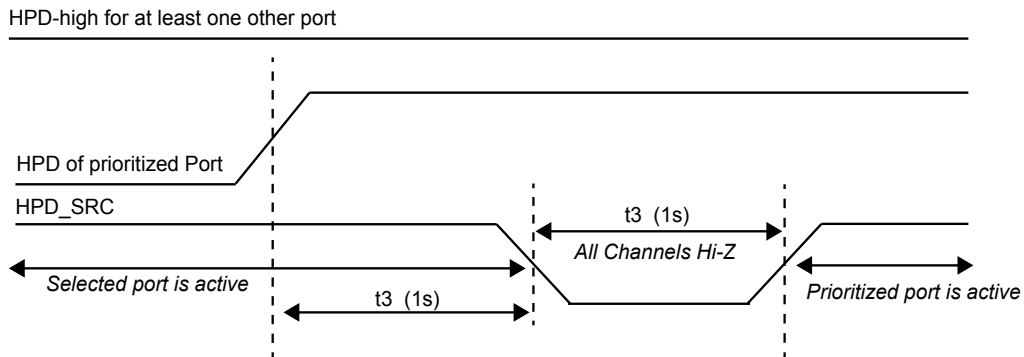 HPD-high for at least one other port
HPD of prioritized Port
HPD_SRC
t3 (1s)
All Channels Hi-Z
Selected port is active
t3 (1s)
Prioritized port is active